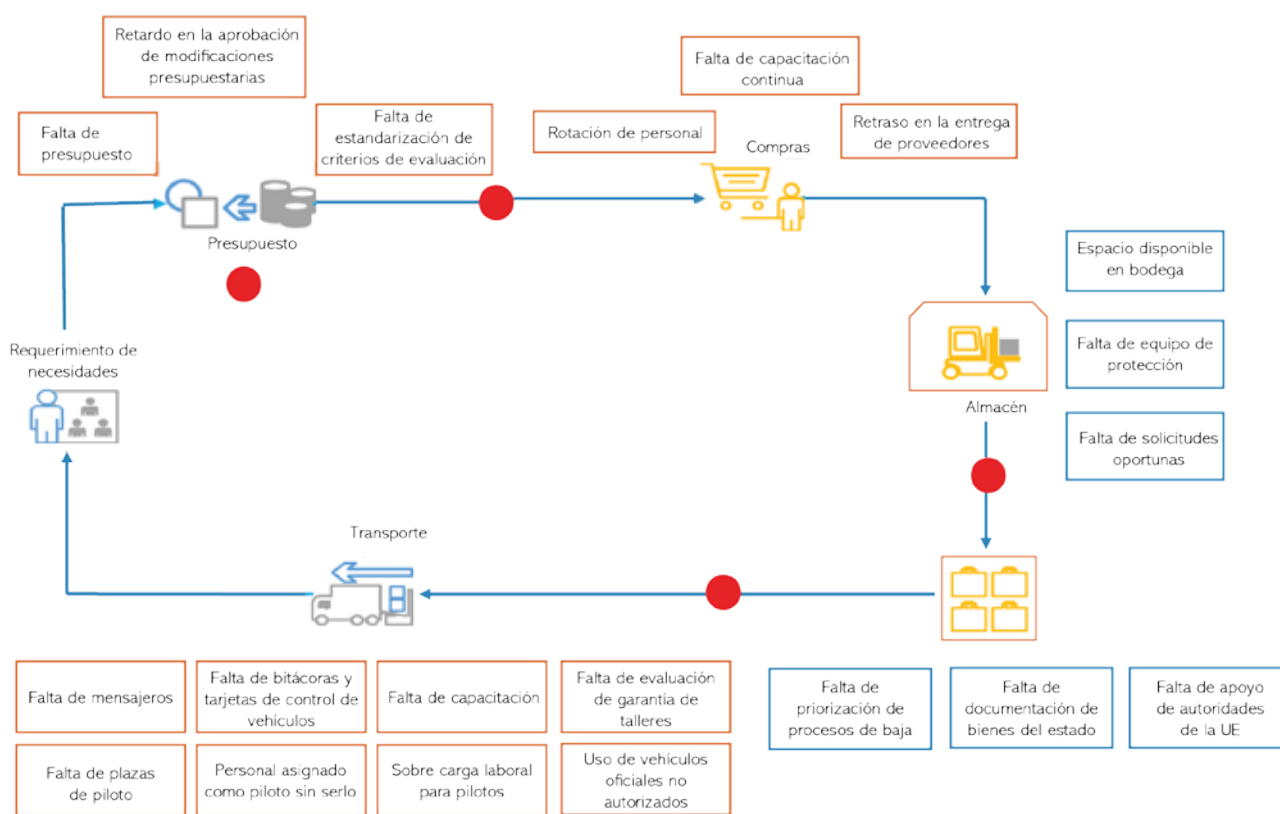 Retardo en la aprobación
de modificaciones
presupuestarias
Falta de
presupuesto
Falta de
estandarización de
criterios de evaluación
Presupuesto
Falta de capacitación
continua
Rotación de personal
Compras
Retraso en la entrega
de proveedores
Espacio disponible
en bodega
Falta de equipo de
protección
Falta de solicitudes
oportunas
Almacén
Requerimiento de
necesidades
Transporte
Falta de mensajeros
Falta de bitácoras y
tarjetas de control de
vehículos
Falta de capacitación
Falta de evaluación
de garantía de
talleres
Falta de plazas
de piloto
Personal asignado
como piloto sin serlo
Sobre carga laboral
para pilotos
Uso de vehículos
oficiales no
autorizados
Falta de
priorización de
procesos de baja
Falta de
documentación de
bienes del estado
Falta de apoyo
de autoridades
de la UE